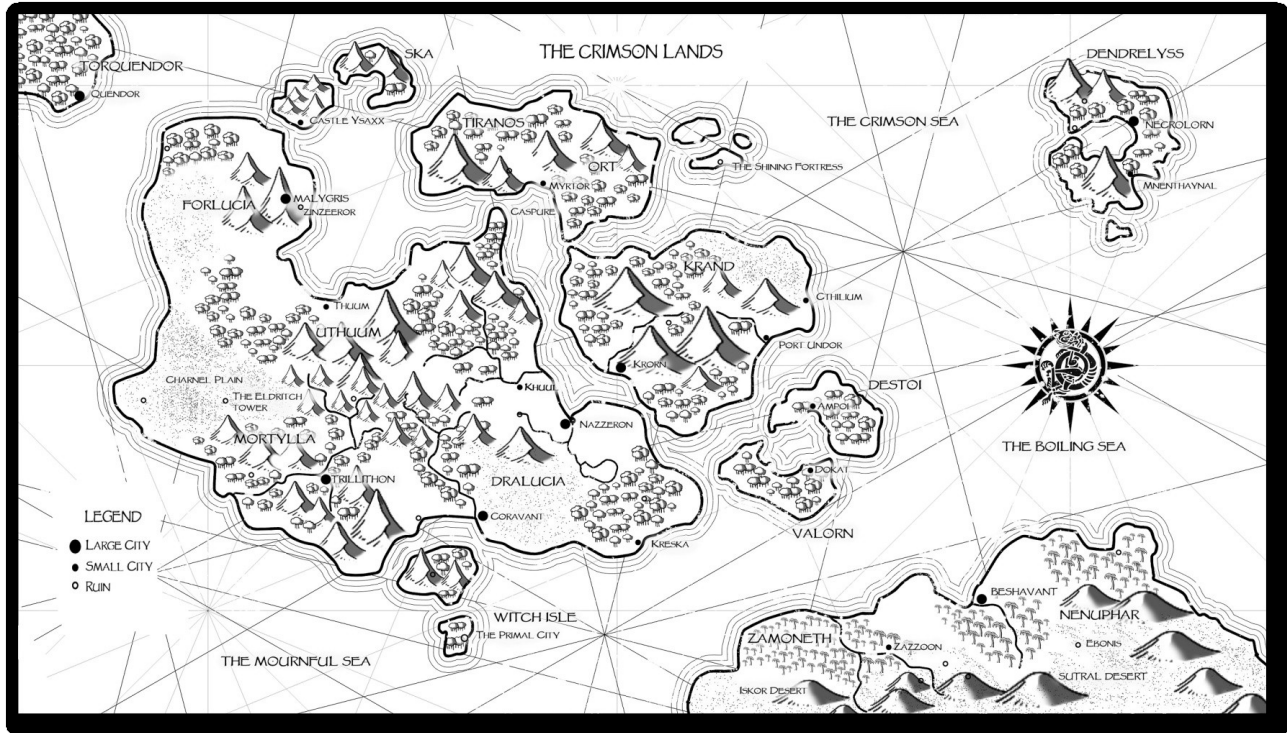 THE CRIMSON LANDS
SKA
DENDRELYSS
TORQUENDOR
QUENDOR
CASTLE YSAXX
TIRANOS
THE CRIMSON SEA
NECROLORN
ORT
THE SHINING FORTRESS
MYRTOR
MNENTHAYNAL
FORLUCIA
MALYGRIS
ZINZEEROR
CASPURE
KRAND
CTHILIUM
THUUM
UTHUUM
PORT UNDOR
KRORN
CHARNEL PLAIN
KHUUL
DESTOI
THE ELDRITCH
TOWER
AMPOI
NAZZERON
MORTYLLA
THE BOILING SEA
DOKAT
TRILLITHON
DRALUCIA
CORAVANT
VALORN
KRESKA
LEGEND
LARGE CITY
SMALL CITY
RUIN
WITCH ISLE
THE PRIMAL CITY
THE MOURNFUL SEA
BESHAVANT
NENUPHAR
ZAMONETH
ZAZZOON
EBONIS
SUTRAL DESERT
ISKOR DESERT